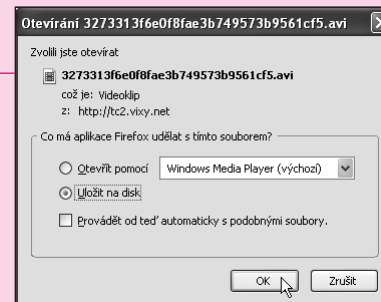 Otevírání 3273313f6e0f8fae3b749573b9561cf5.avi
Zvolili jste otevírat
3273313f6e0f8fae3b749573b9561cf5.avi
což je: Videoklip
z: http://tc2.vixy.net
Co má aplikace Firefox udělat s tímto souborem?
Otevřít pomocí Windows Media Player (výchozí)
Uložit na disk
Provádět od teď automaticky s podobnými soubory.
OK Zrušit